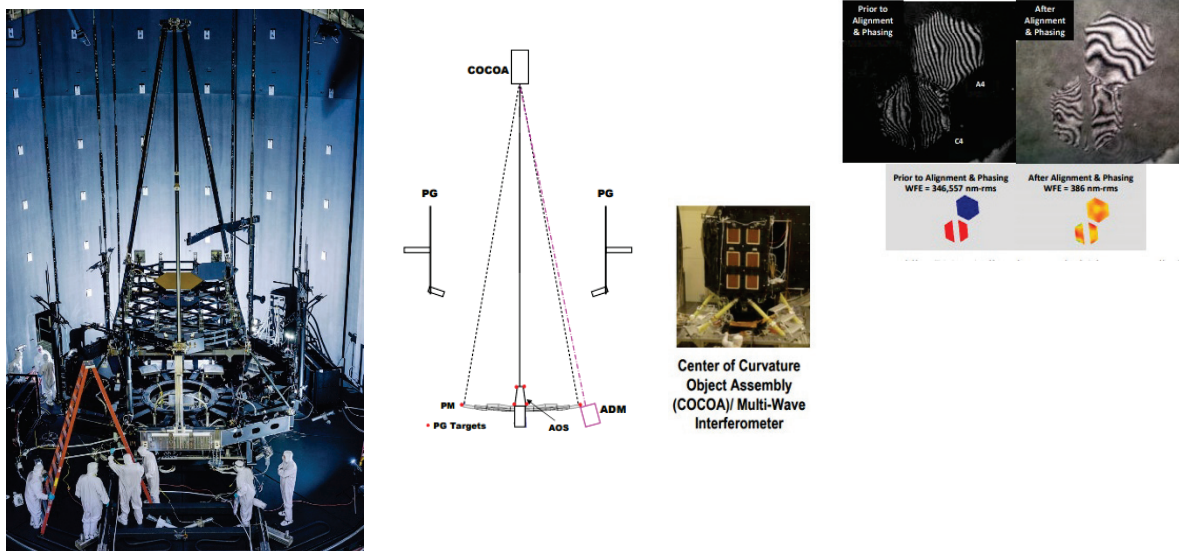 COCOA
PG
PG
PM
• PG Targets
AOS
ADM
Center of Curvature
Object Assembly
(COCOA)/ Multi-Wave
Interferometer
Prior to
Alignment
& Phasing
A4
C4
After
Alignment
& Phasing
Prior to Alignment & Phasing
WFE = 346,557 nm-rms
After Alignment & Phasing
WFE = 386 nm-rms